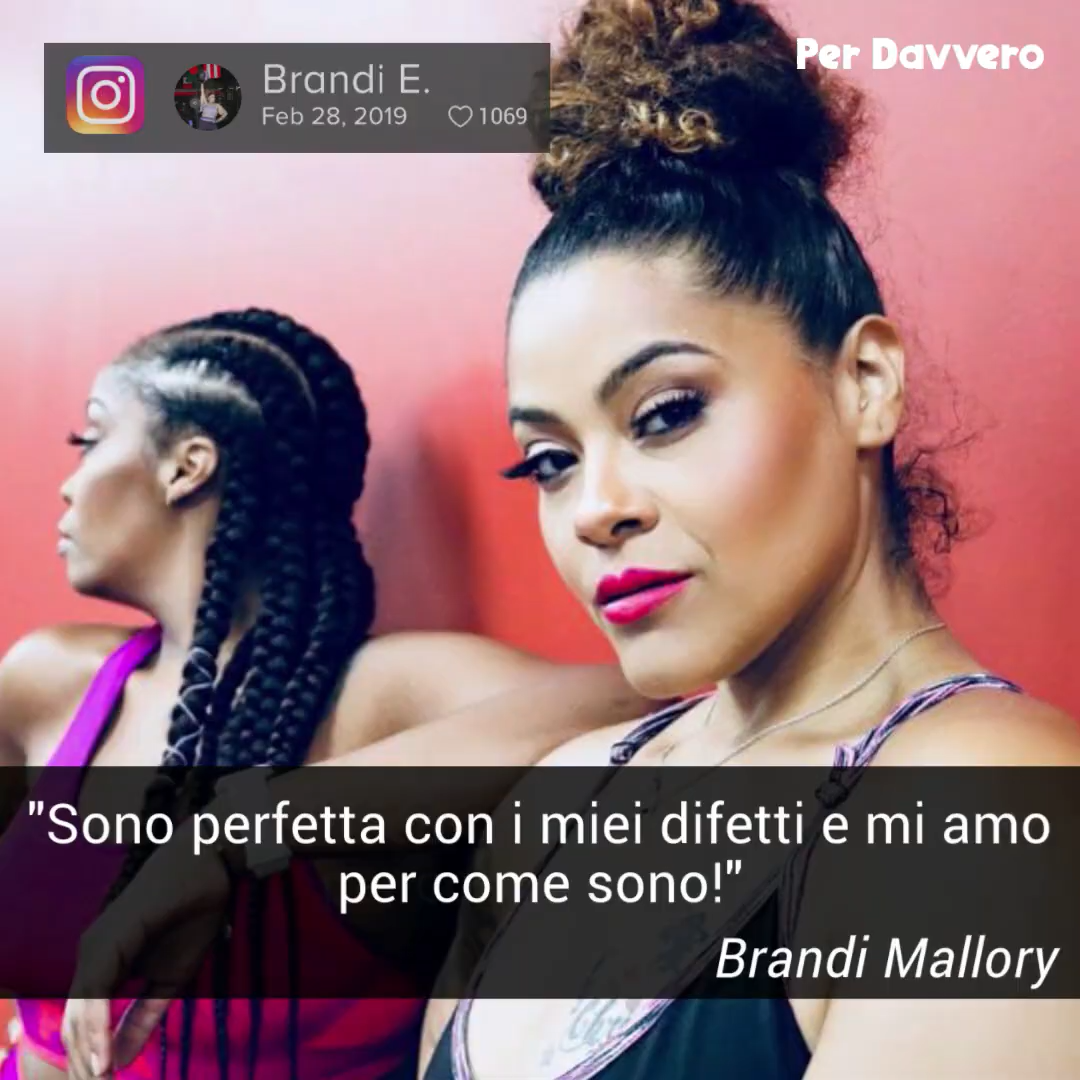 Per Davvero
Brandi E.
Feb 28, 2019 1069
"Sono perfetta con i miei difetti e mi amo
per come sono!"
Brandi Mallory